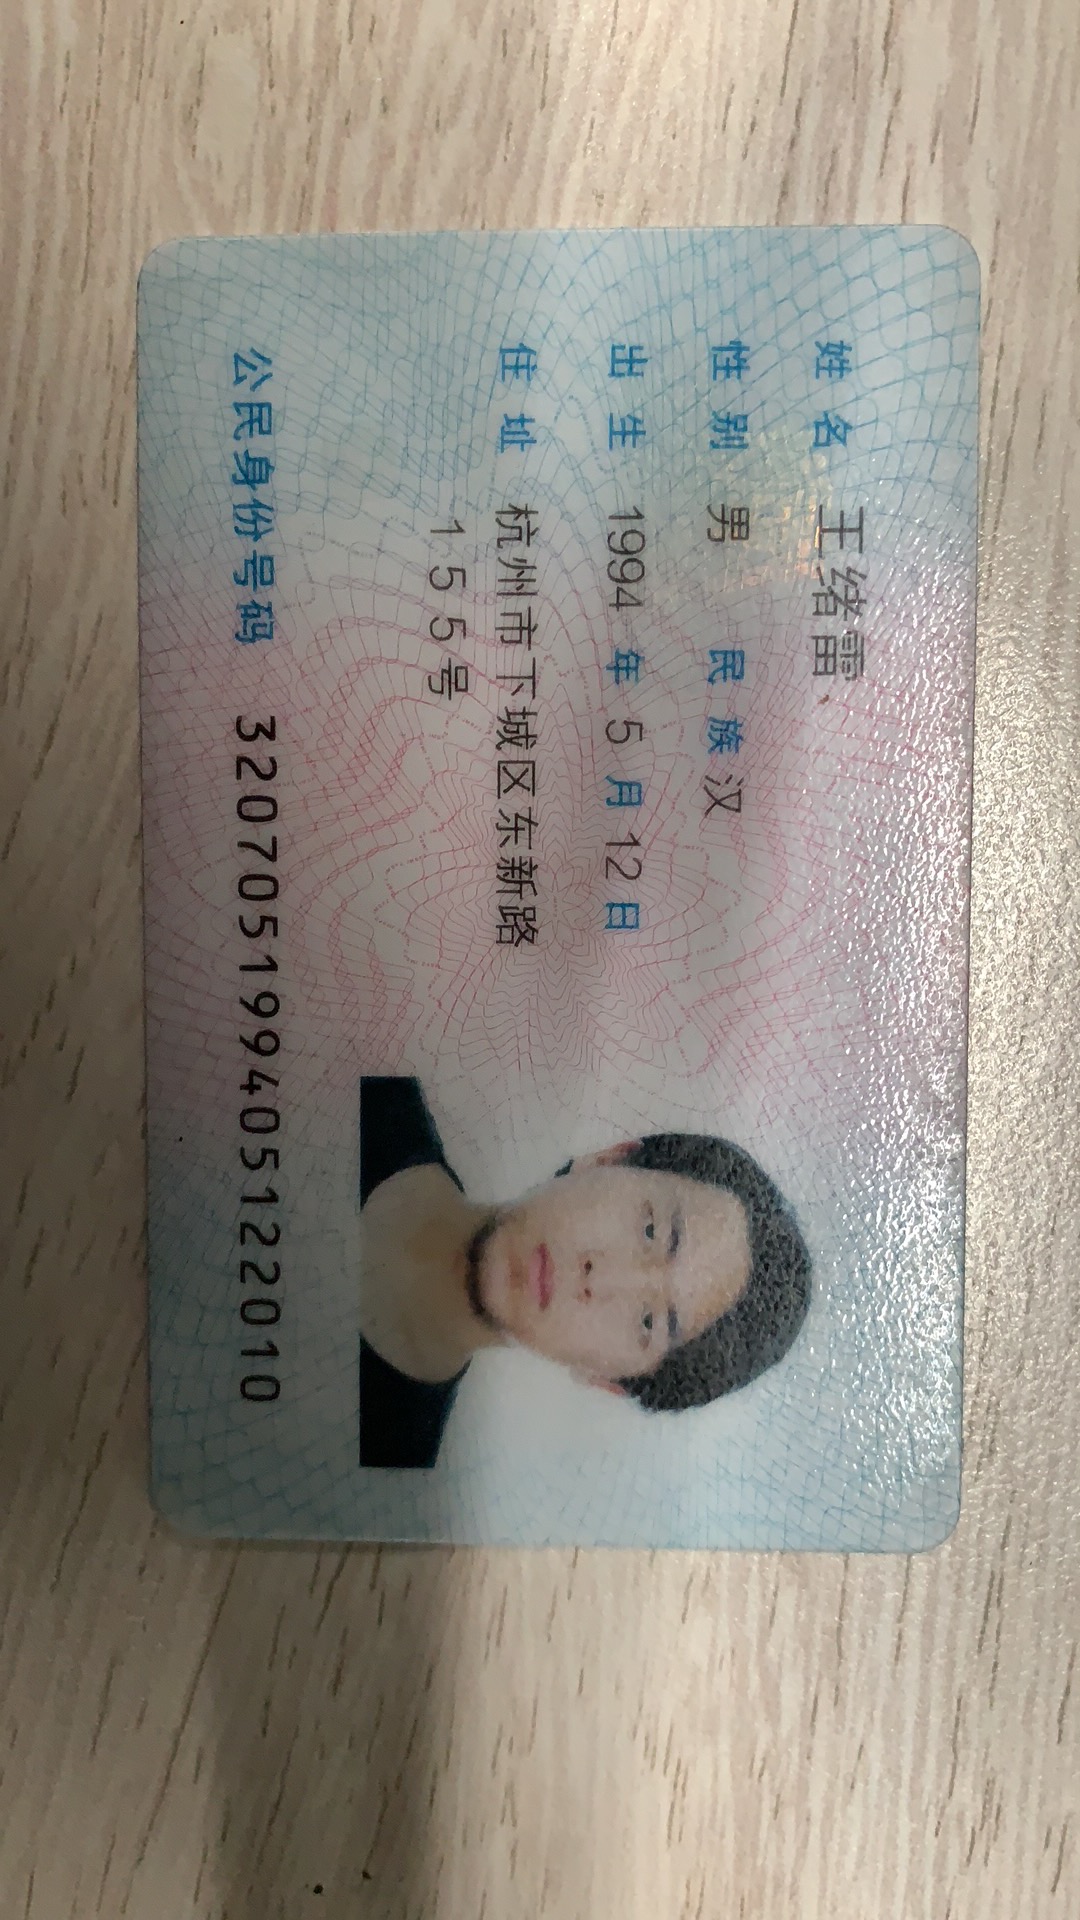 姓名 王绪雷
性别 男 民族 汉
出生 1994 年 5 月 12 日
住址 杭州市下城区东新路
155号
公民身份号码 320705199405122010